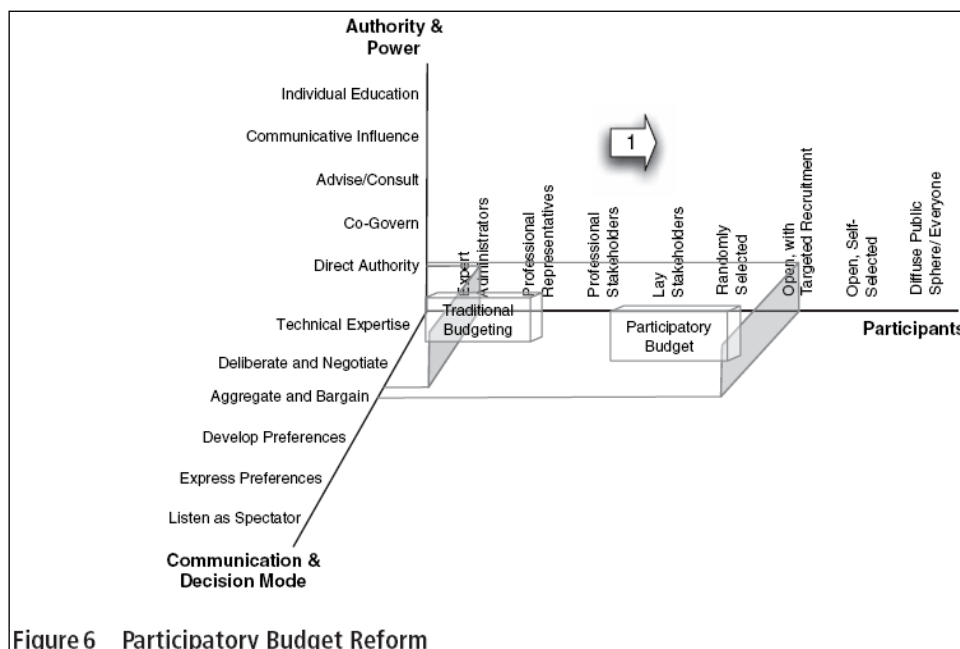 Authority &
Power
Individual Education
Communicative Influence
Advise/Consult
Co-Govern
Direct Authority
1
Expert
Administrators
Professional
Representatives
Professional
Stakeholders
Lay
Stakeholders
Randomly
Selected
Open, with
Targeted Recruitment
Open, Self-
Selected
Diffuse Public
Sphere/ Everyone
Participants
Traditional
Budgeting
Participatory
Budget
Technical Expertise
Deliberate and Negotiate
Aggregate and Bargain
Develop Preferences
Express Preferences
Listen as Spectator
Communication &
Decision Mode
Figure 6 Participatory Budget Reform